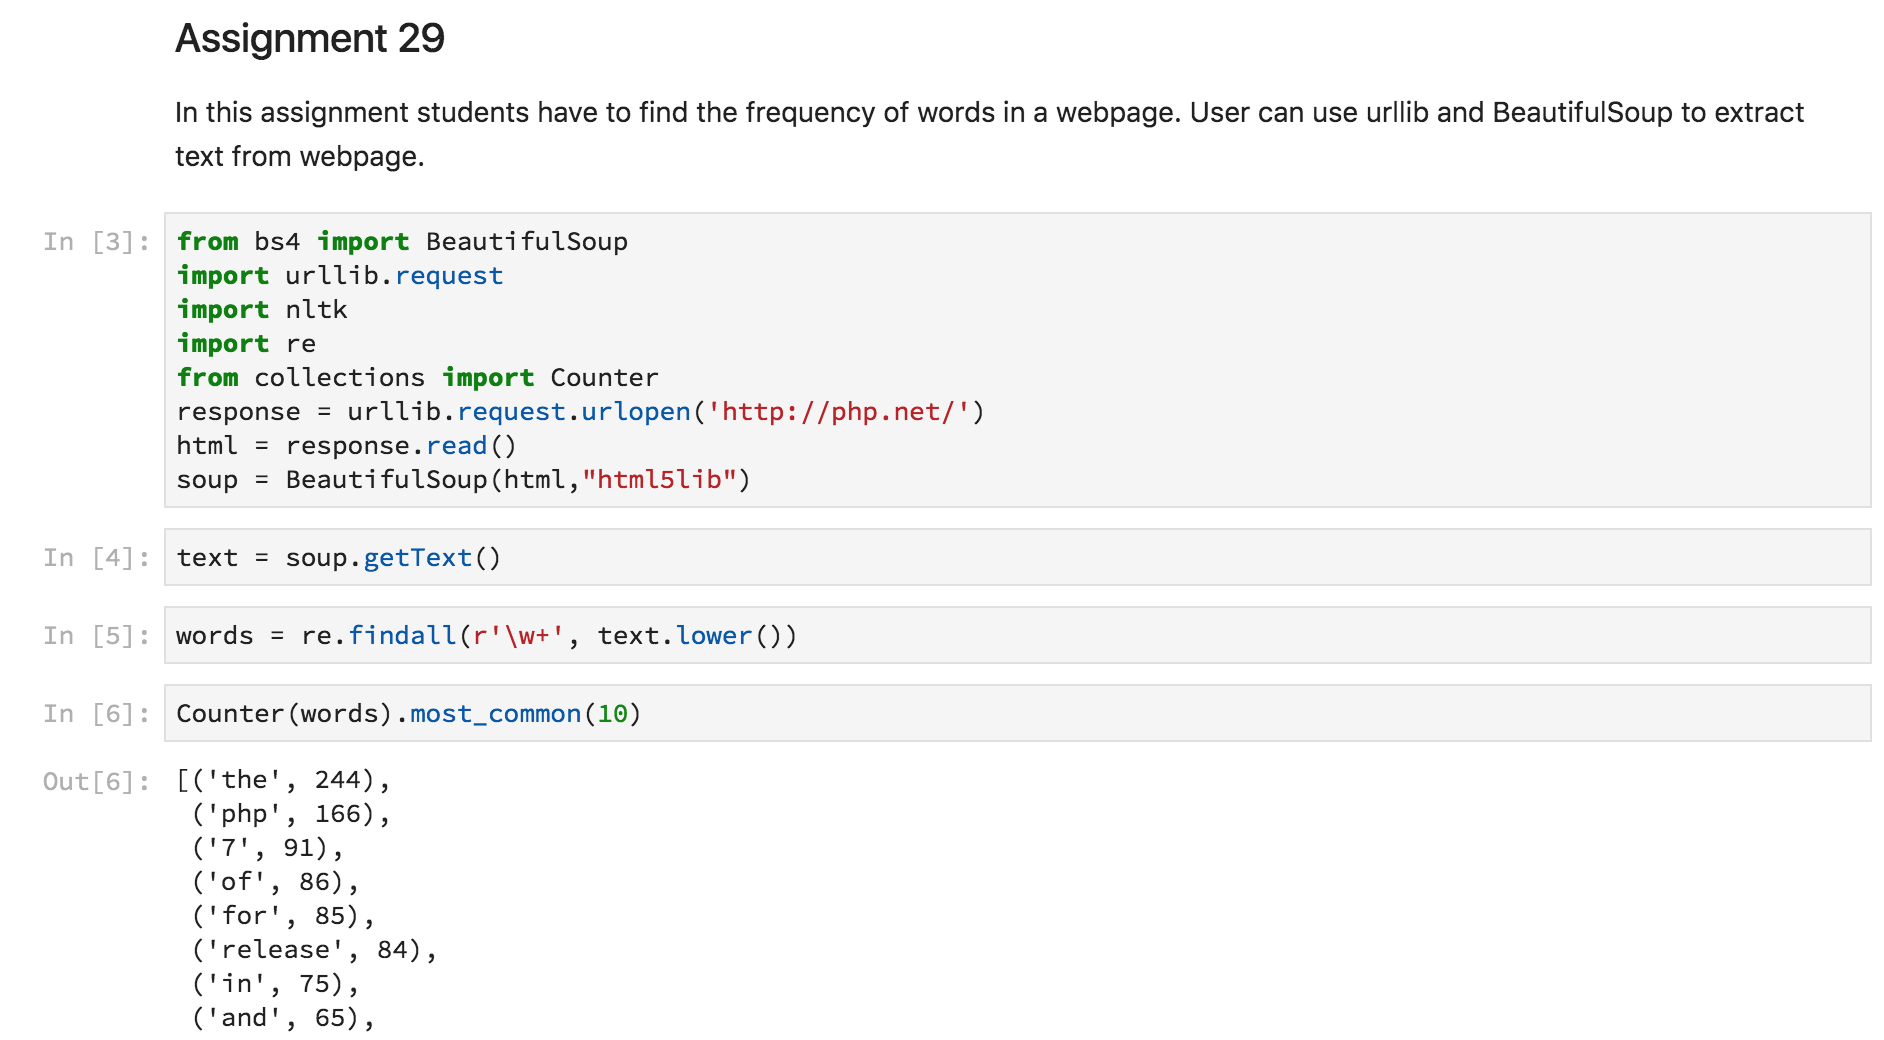 Assignment 29
In this assignment students have to find the frequency of words in a webpage. User can use urllib and BeautifulSoup to extract
text from webpage.
In [3]: from bs4 import BeautifulSoup
import urllib.request
import nltk
import re
from collections import Counter
response = urllib.request.urlopen('http://php.net/')
html = response.read()
soup = BeautifulSoup(html,"html5lib")
In [4]: text = soup.getText()
In [5]: words = re.findall(r'\w+', text.lower())
In [6]: Counter(words).most_common(10)
Out[6]: [('the', 244),
('php', 166),
('7', 91),
('of', 86),
('for', 85),
('release', 84),
('in', 75),
('and', 65),